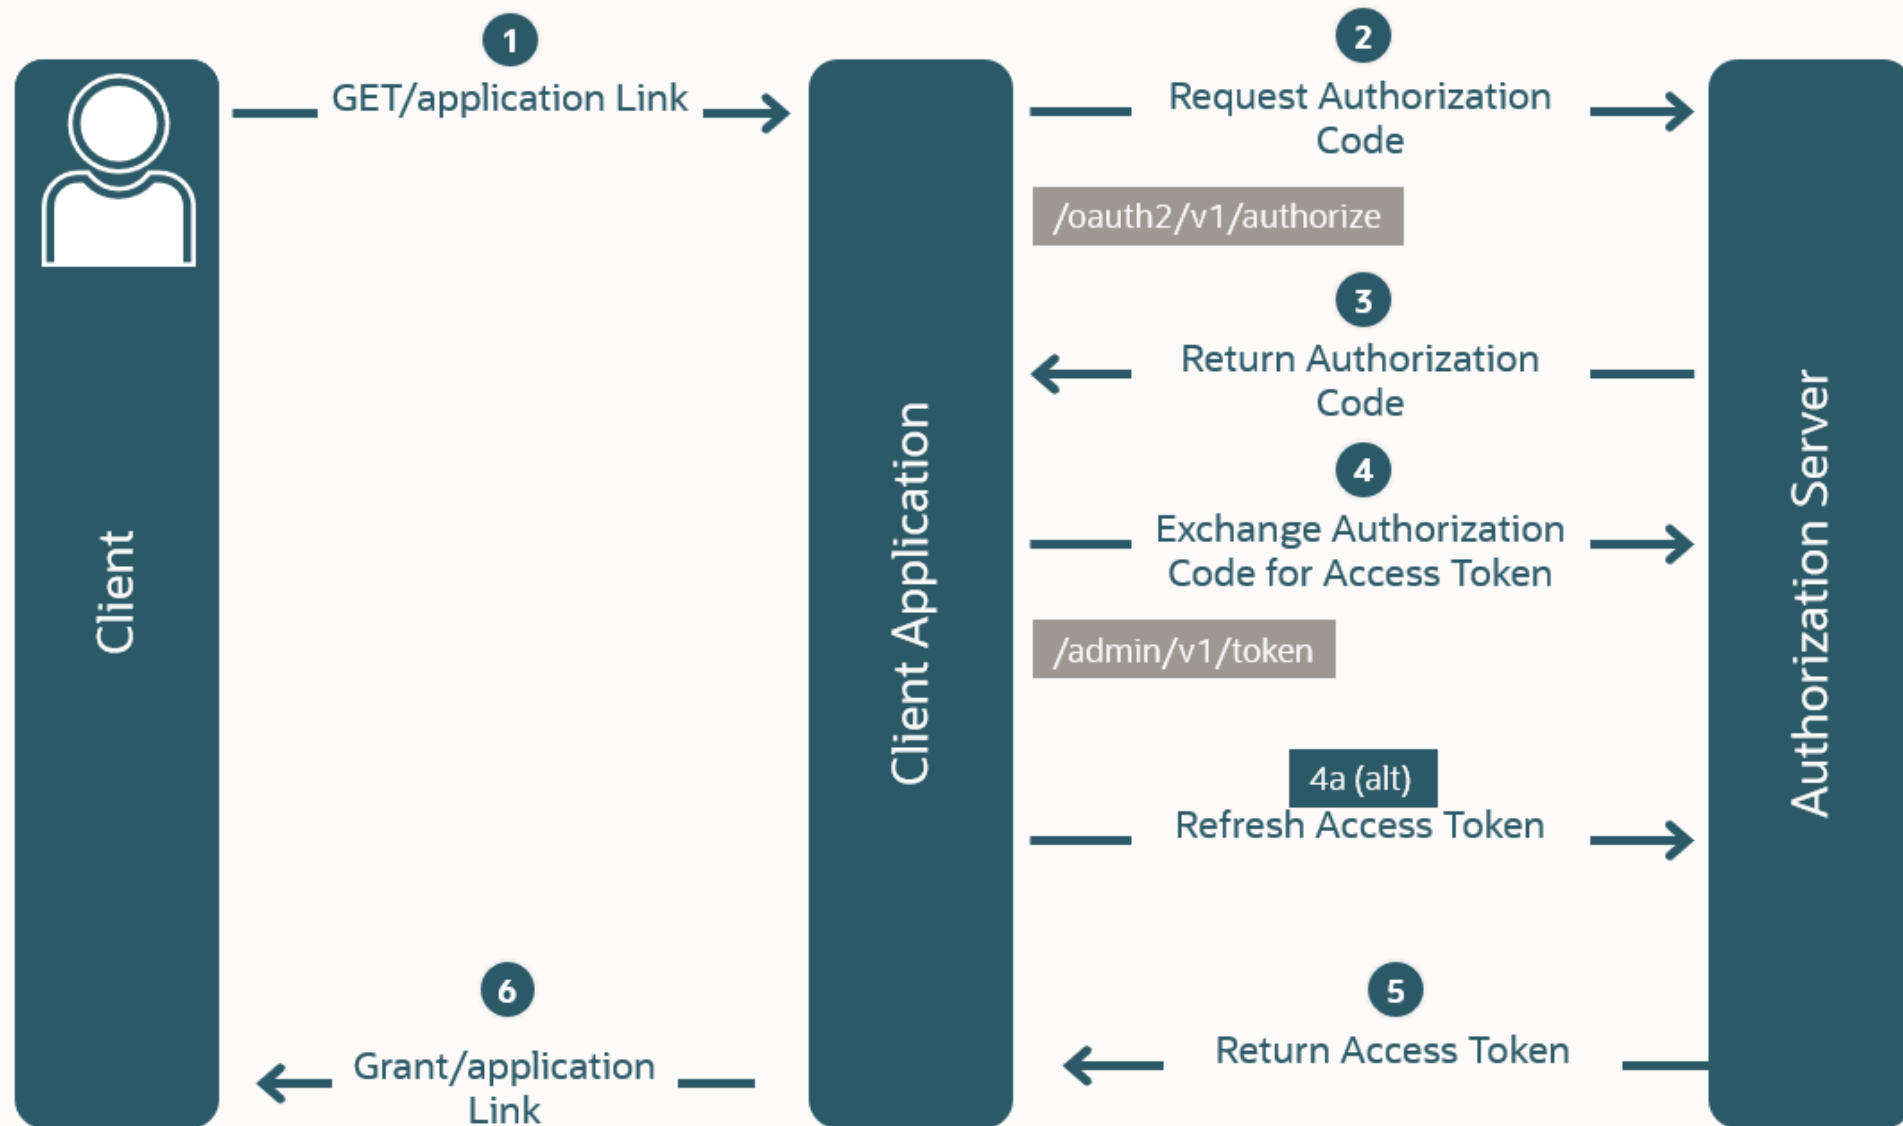 1
GET/application Link
2
Request Authorization
Code
/oauth2/v1/authorize
3
Return Authorization
Code
4
Exchange Authorization
Code for Access Token
/admin/v1/token
4a (alt)
Refresh Access Token
5
Return Access Token
6
Grant/application
Link
Client
Client Application
Authorization Server